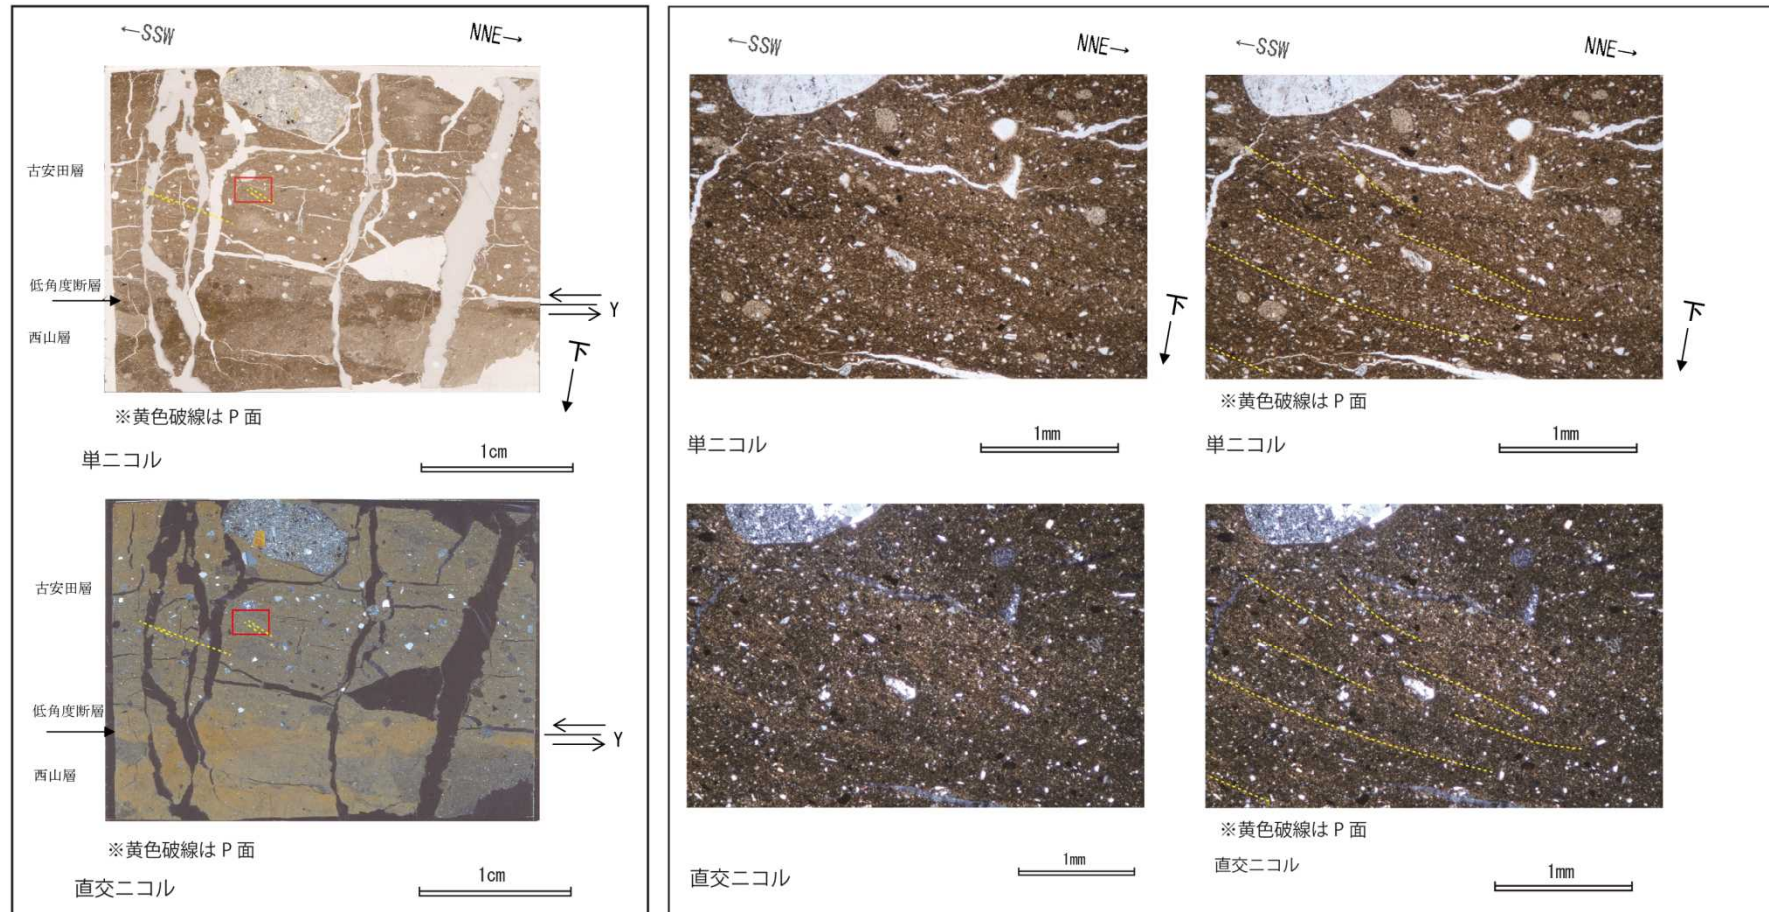 ←SSW
NNE→
古安田層
低角度断層
西山層
Y
下
※黄色破線は P 面
単ニコル
1cm
古安田層
低角度断層
西山層
Y
※黄色破線は P 面
直交ニコル
1cm
←SSW
NNE→
←SSW
NNE→
下
下
※黄色破線は P 面
単ニコル
1mm
単ニコル
1mm
※黄色破線は P 面
直交ニコル
1mm
直交ニコル
1mm